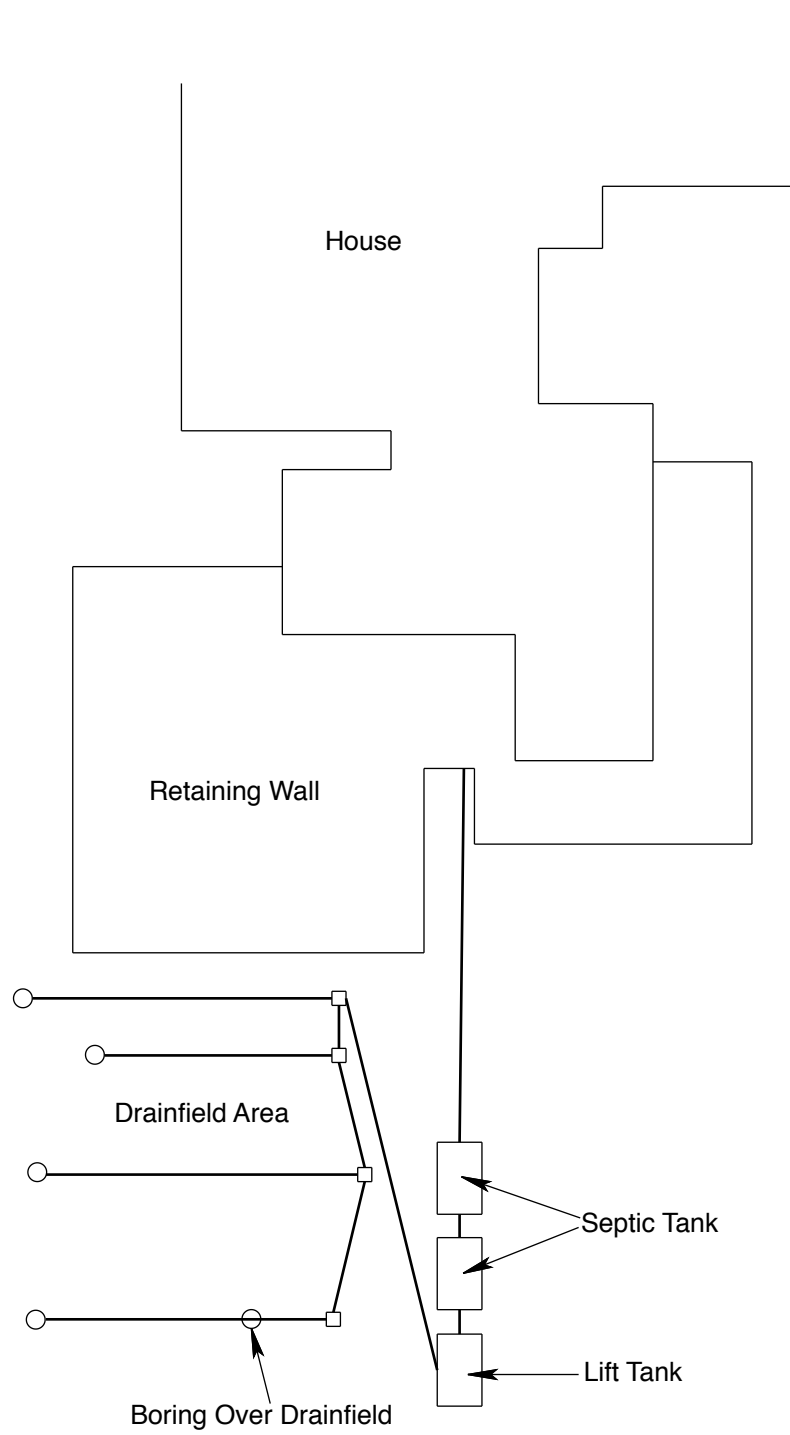 House
Retaining Wall
Drainfield Area
Septic Tank
Lift Tank
Boring Over Drainfield